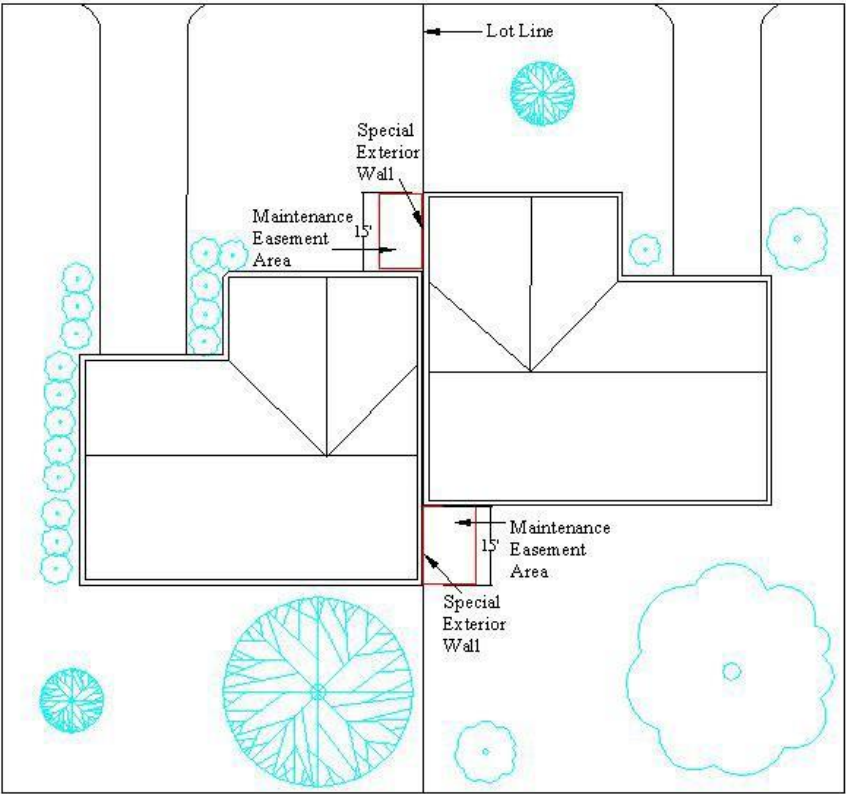 Lot Line
Special
Exterior
Wall
Maintenance
Easement
Area
15'
Maintenance
Easement
Area
15'
Special
Exterior
Wall